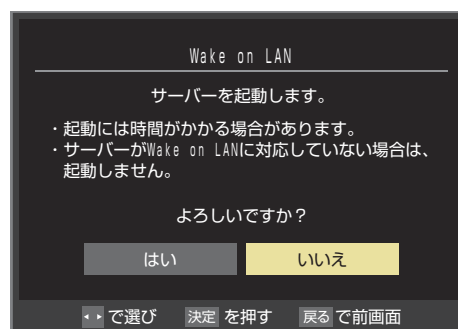 Wake on LAN
サーバーを起動します。
・起動には時間がかかる場合があります。
・サーバーがWake on LANに対応していない場合は、
起動しません。
よろしいですか？
はい いいえ
で選び 決定 を押す 戻る で前画面